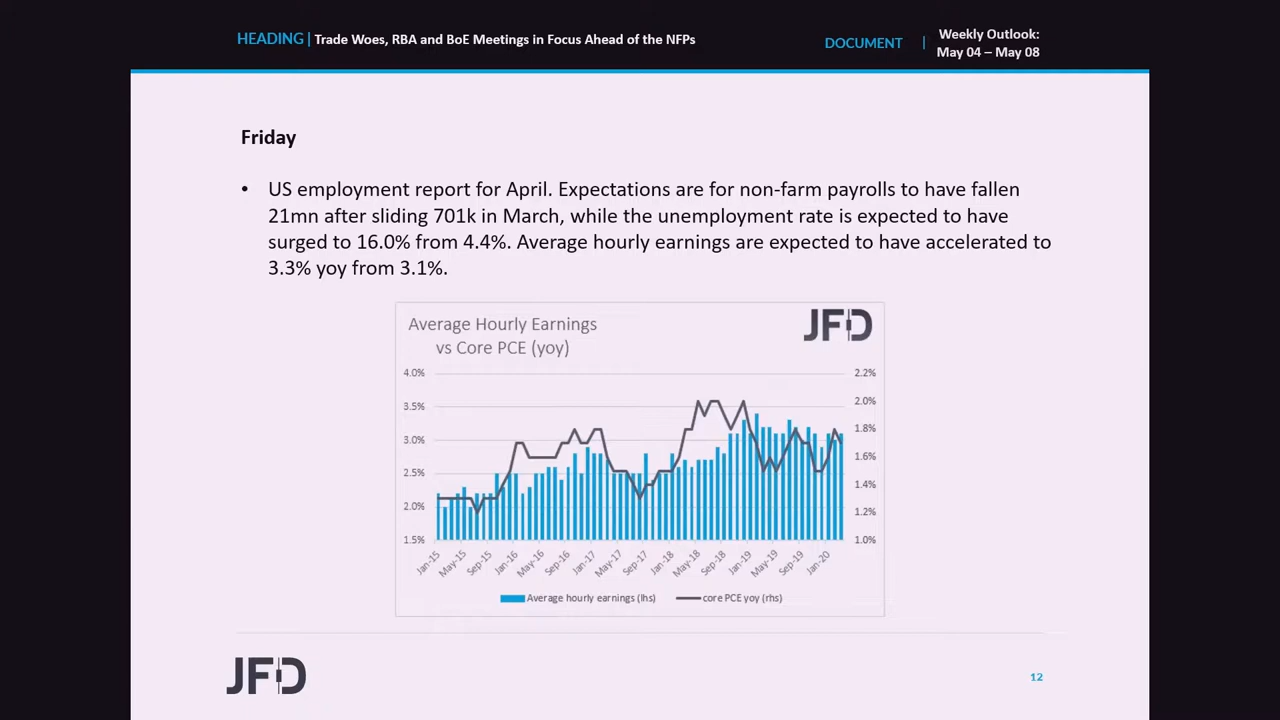 HEADING | Trade Woes, RBA and BoE Meetings in Focus Ahead of the NFPs
DOCUMENT | Weekly Outlook:
May 04 – May 08
Friday
• US employment report for April. Expectations are for non-farm payrolls to have fallen
21mn after sliding 701k in March, while the unemployment rate is expected to have
surged to 16.0% from 4.4%. Average hourly earnings are expected to have accelerated to
3.3% yoy from 3.1%.
Average Hourly Earnings
vs Core PCE (yoy)
JFD
4.0% 2.2%
2.0%
3.5%
1.8%
3.0%
1.6%
2.5%
1.4%
2.0% 1.2%
1.5% 1.0%
Jan-15 May-15 Sep-15 Jan-16 May-16 Sep-16 Jan-17 May-17 Sep-17 Jan-18 May-18 Sep-18 Jan-19 May-19 Sep-19 Jan-20
Average hourly earnings (lhs) core PCE yoy (rhs)
JFD
12